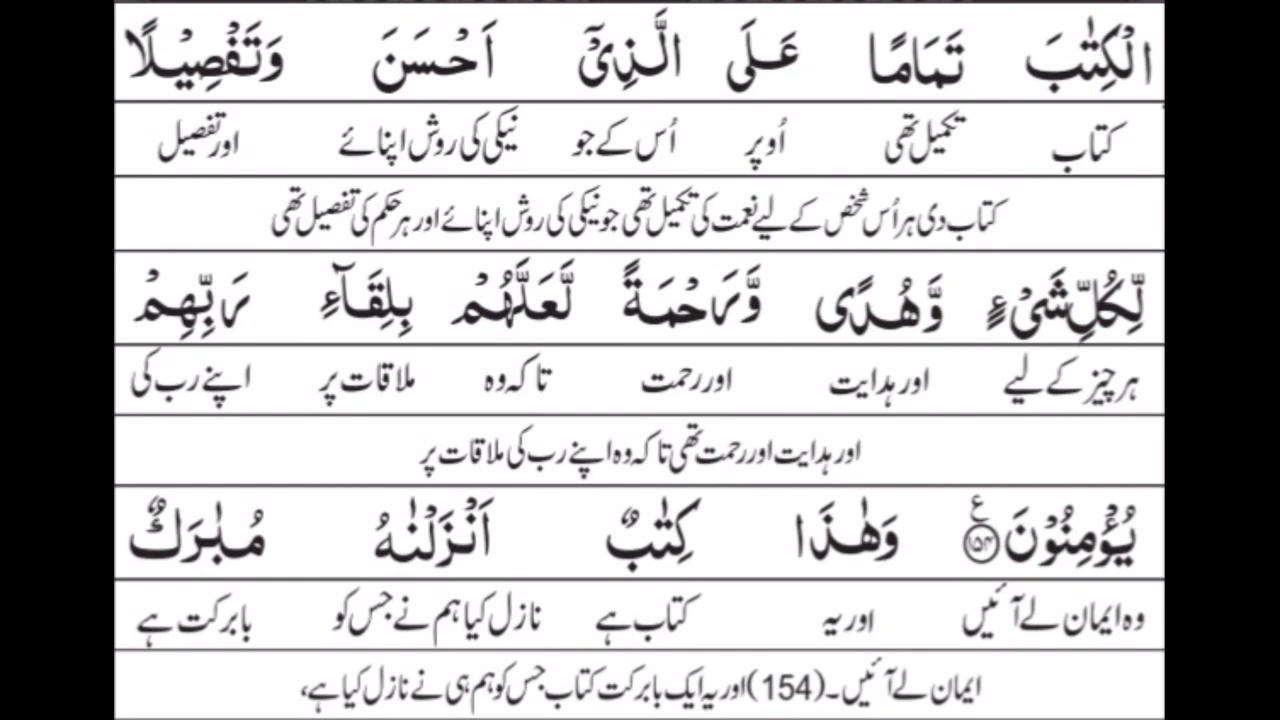 الْكِتٰبَ تَمَامًا عَلَى الَّذِیْۤ اَحْسَنَ وَتَفْصِیْلًا
کتاب تکمیل تھی اُوپر اُس کے جو نیکی کی روش اپنائے اور تفصیل
کتاب دی ہر اُس شخص کے لیے نعمت کی تکمیل تھی جو نیکی کی روش اپنائے اور ہر حکم کی تفصیل تھی
لِّكُلِّ شَیْءٍ وَّهُدًی وَّرَحْمَةً لَّعَلَّهُمْ بِلِقَآءِ رَبِّهِمْ
ہر چیز کے لیے اور ہدایت اور رحمت تاکہ وہ ملاقات پر اپنے رب کی
اور ہدایت اور رحمت تھی تاکہ وہ اپنے رب کی ملاقات پر
یُؤْمِنُوْنَ ع ۱۵۴ وَهٰذَا كِتٰبٌ اَنْزَلْنٰهُ مُبٰرَكٌ
وہ ایمان لے آئیں اور یہ کتاب ہے نازل کیا ہم نے جس کو بابرکت ہے
ایمان لے آئیں۔(154) اور یہ ایک بابرکت کتاب جس کو ہم ہی نے نازل کیا ہے،